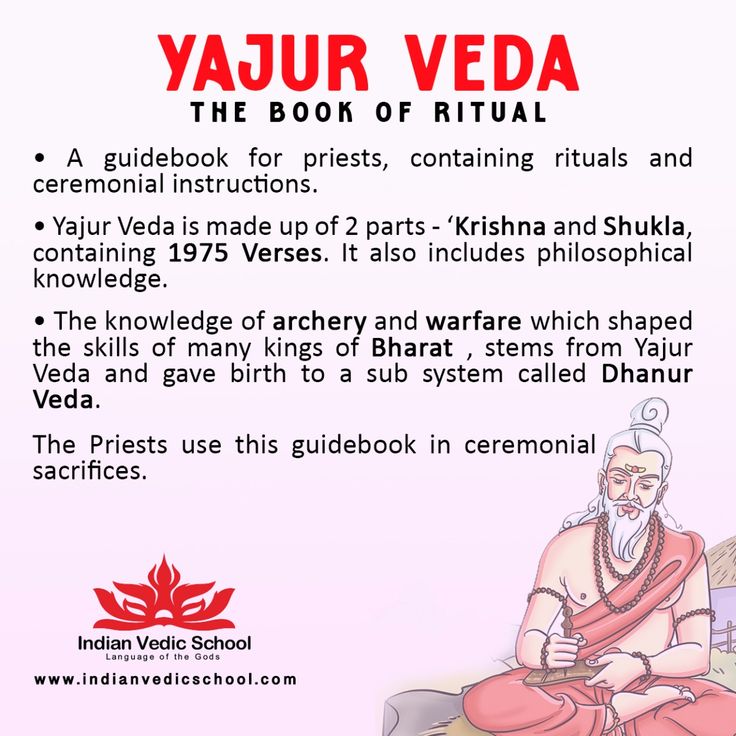 YAJUR VEDA
THE BOOK OF RITUAL
• A guidebook for priests, containing rituals and
ceremonial instructions.
• Yajur Veda is made up of 2 parts - ‘Krishna and Shukla,
containing 1975 Verses. It also includes philosophical
knowledge.
• The knowledge of archery and warfare which shaped
the skills of many kings of Bharat , stems from Yajur
Veda and gave birth to a sub system called Dhanur
Veda.
The Priests use this guidebook in ceremonial
sacrifices.
Indian Vedic School
Language of the Gods
www.indianvedicschool.com